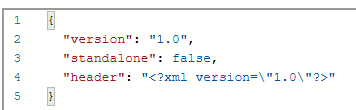 1 {
2 "version": "1.0",
3 "standalone": false,
4 "header": "<?xml version=\"1.0\"?>"
5 }